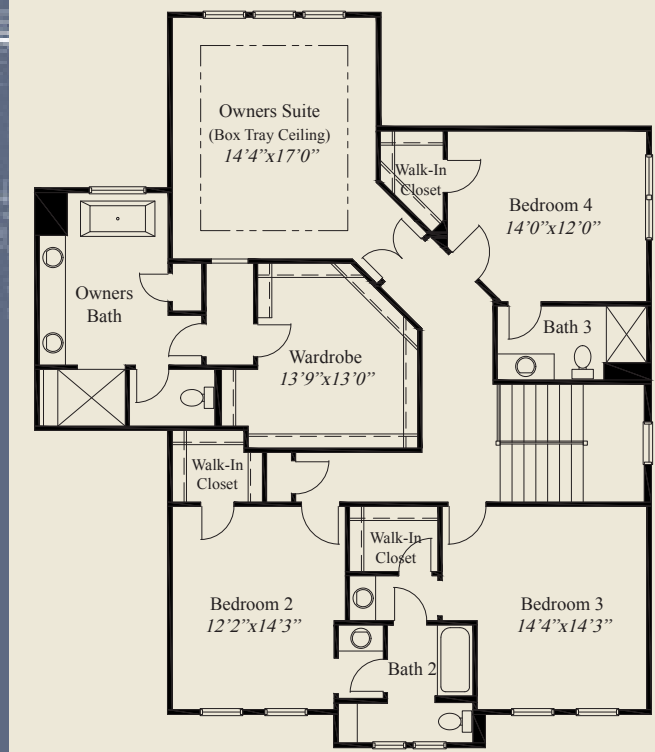 Owners Suite
(Box Tray Ceiling)
14’4”x17’0”
Walk-In
Closet
Bedroom 4
14’0”x12’0”
Owners
Bath
Bath 3
Wardrobe
13’9”x13’0”
Walk-In
Closet
Walk-In
Closet
Bedroom 2
12’2”x14’3”
Bedroom 3
14’4”x14’3”
Bath 2